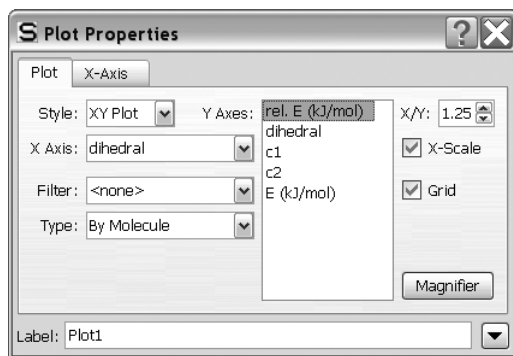 S Plot Properties
Plot X-Axis
Style: XY Plot Y Axes: rel. E (kJ/mol) X/Y: 1.25
dihedral
X Axis: dihedral c1 X-Scale
c2
Filter: <none> E (kJ/mol) Grid
Type: By Molecule
Magnifier
Label: Plot1